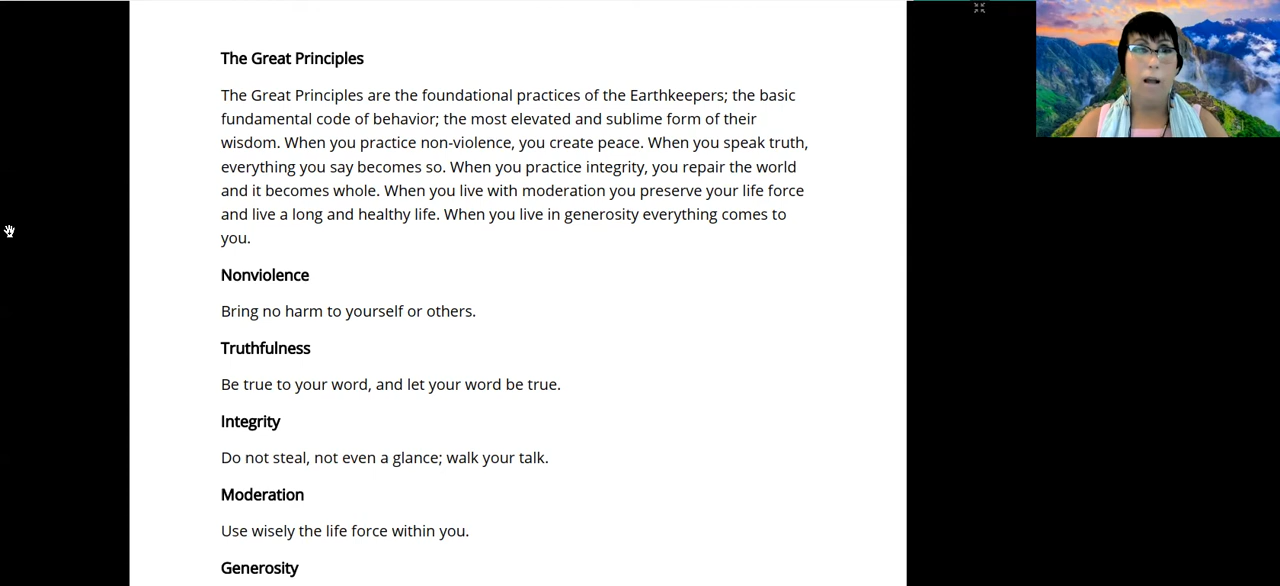 The Great Principles
The Great Principles are the foundational practices of the Earthkeepers; the basic
fundamental code of behavior; the most elevated and sublime form of their
wisdom. When you practice non-violence, you create peace. When you speak truth,
everything you say becomes so. When you practice integrity, you repair the world
and it becomes whole. When you live with moderation you preserve your life force
and live a long and healthy life. When you live in generosity everything comes to
you.
Nonviolence
Bring no harm to yourself or others.
Truthfulness
Be true to your word, and let your word be true.
Integrity
Do not steal, not even a glance; walk your talk.
Moderation
Use wisely the life force within you.
Generosity